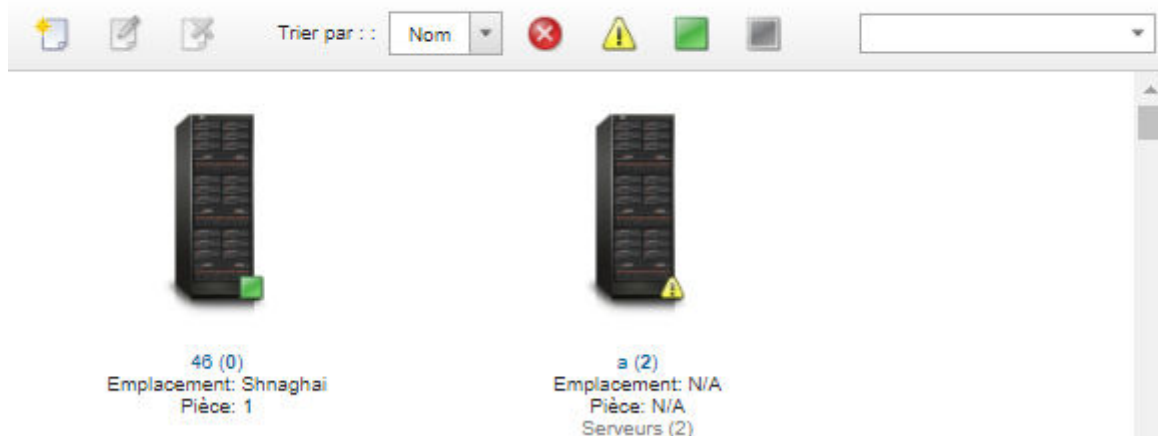 Trier par : : Nom
46 (0)
Emplacement: Shnaghai
Pièce: 1
a (2)
Emplacement: N/A
Pièce: N/A
Serveurs (2)